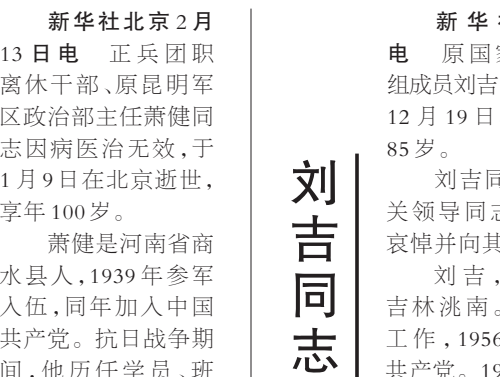 新华社北京2月
13日电　正兵团职
离休干部、原昆明军
区政治部主任萧健同
志因病医治无效,于
1月9日在北京逝世,
享年100岁。
萧健是河南省商
水县人,1939年参军
入伍,同年加入中国
共产党。抗日战争期
间,他历任学员、班
刘吉同志
新华
电　原国
组成员刘吉
12月19日
85岁。
刘吉同
关领导同志
哀悼并向其
刘吉,
吉林洮南。
工作,1956
共产党。19